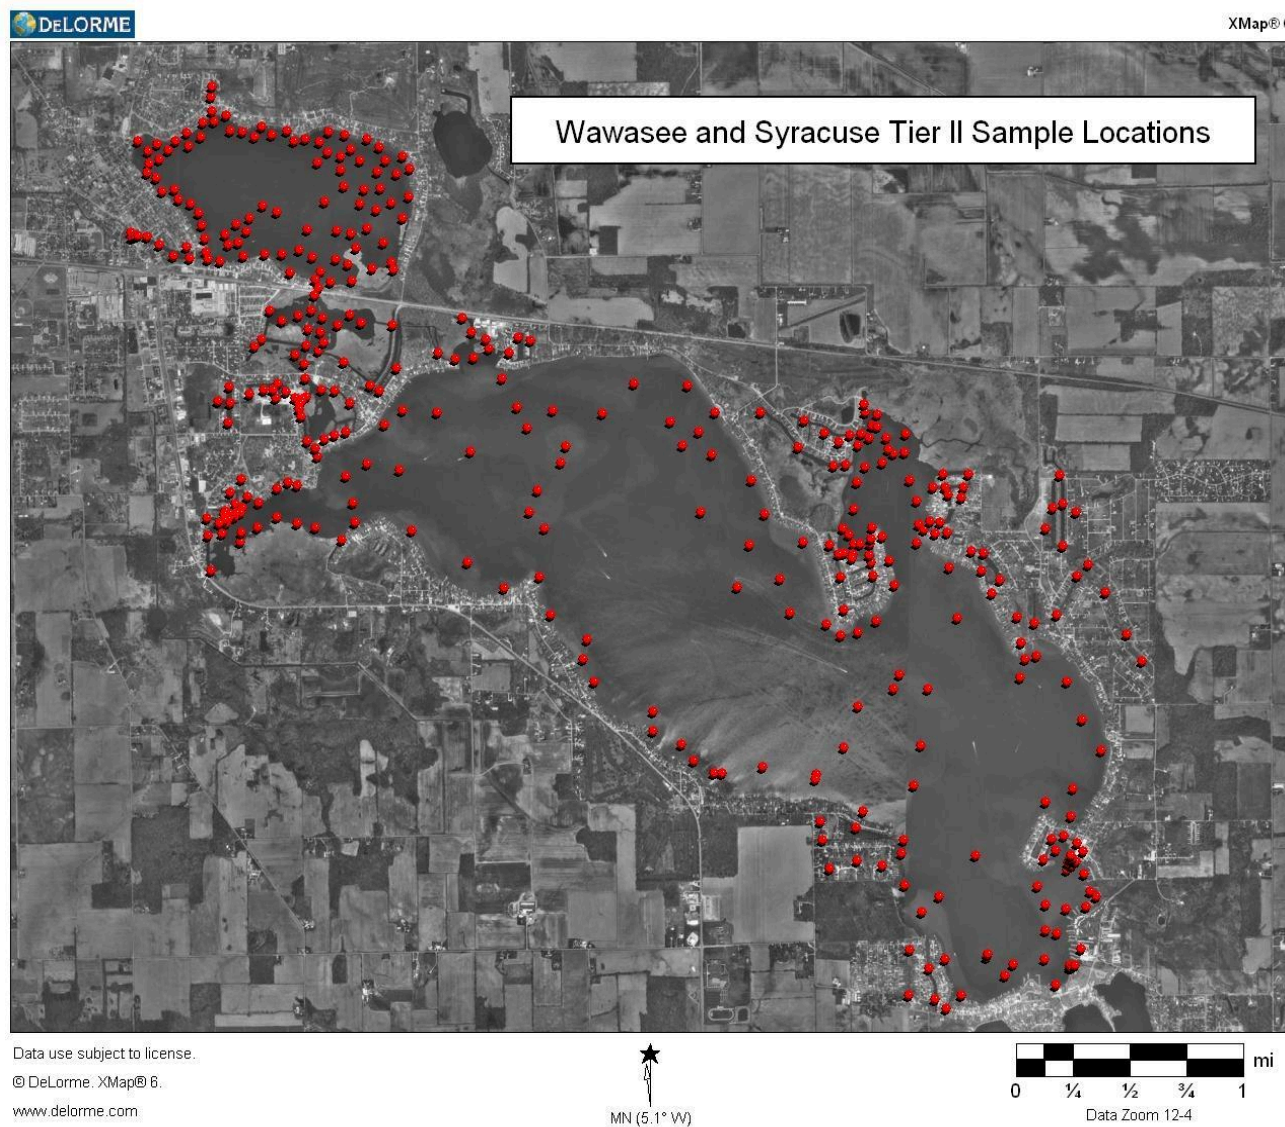 DELORME
XMap® 6
Wawasee and Syracuse Tier II Sample Locations
Data use subject to license.
© DeLorme. XMap® 6.
www.delorme.com
MN (5.1° W)
mi
0 ¼ ½ ¾ 1
Data Zoom 12-4